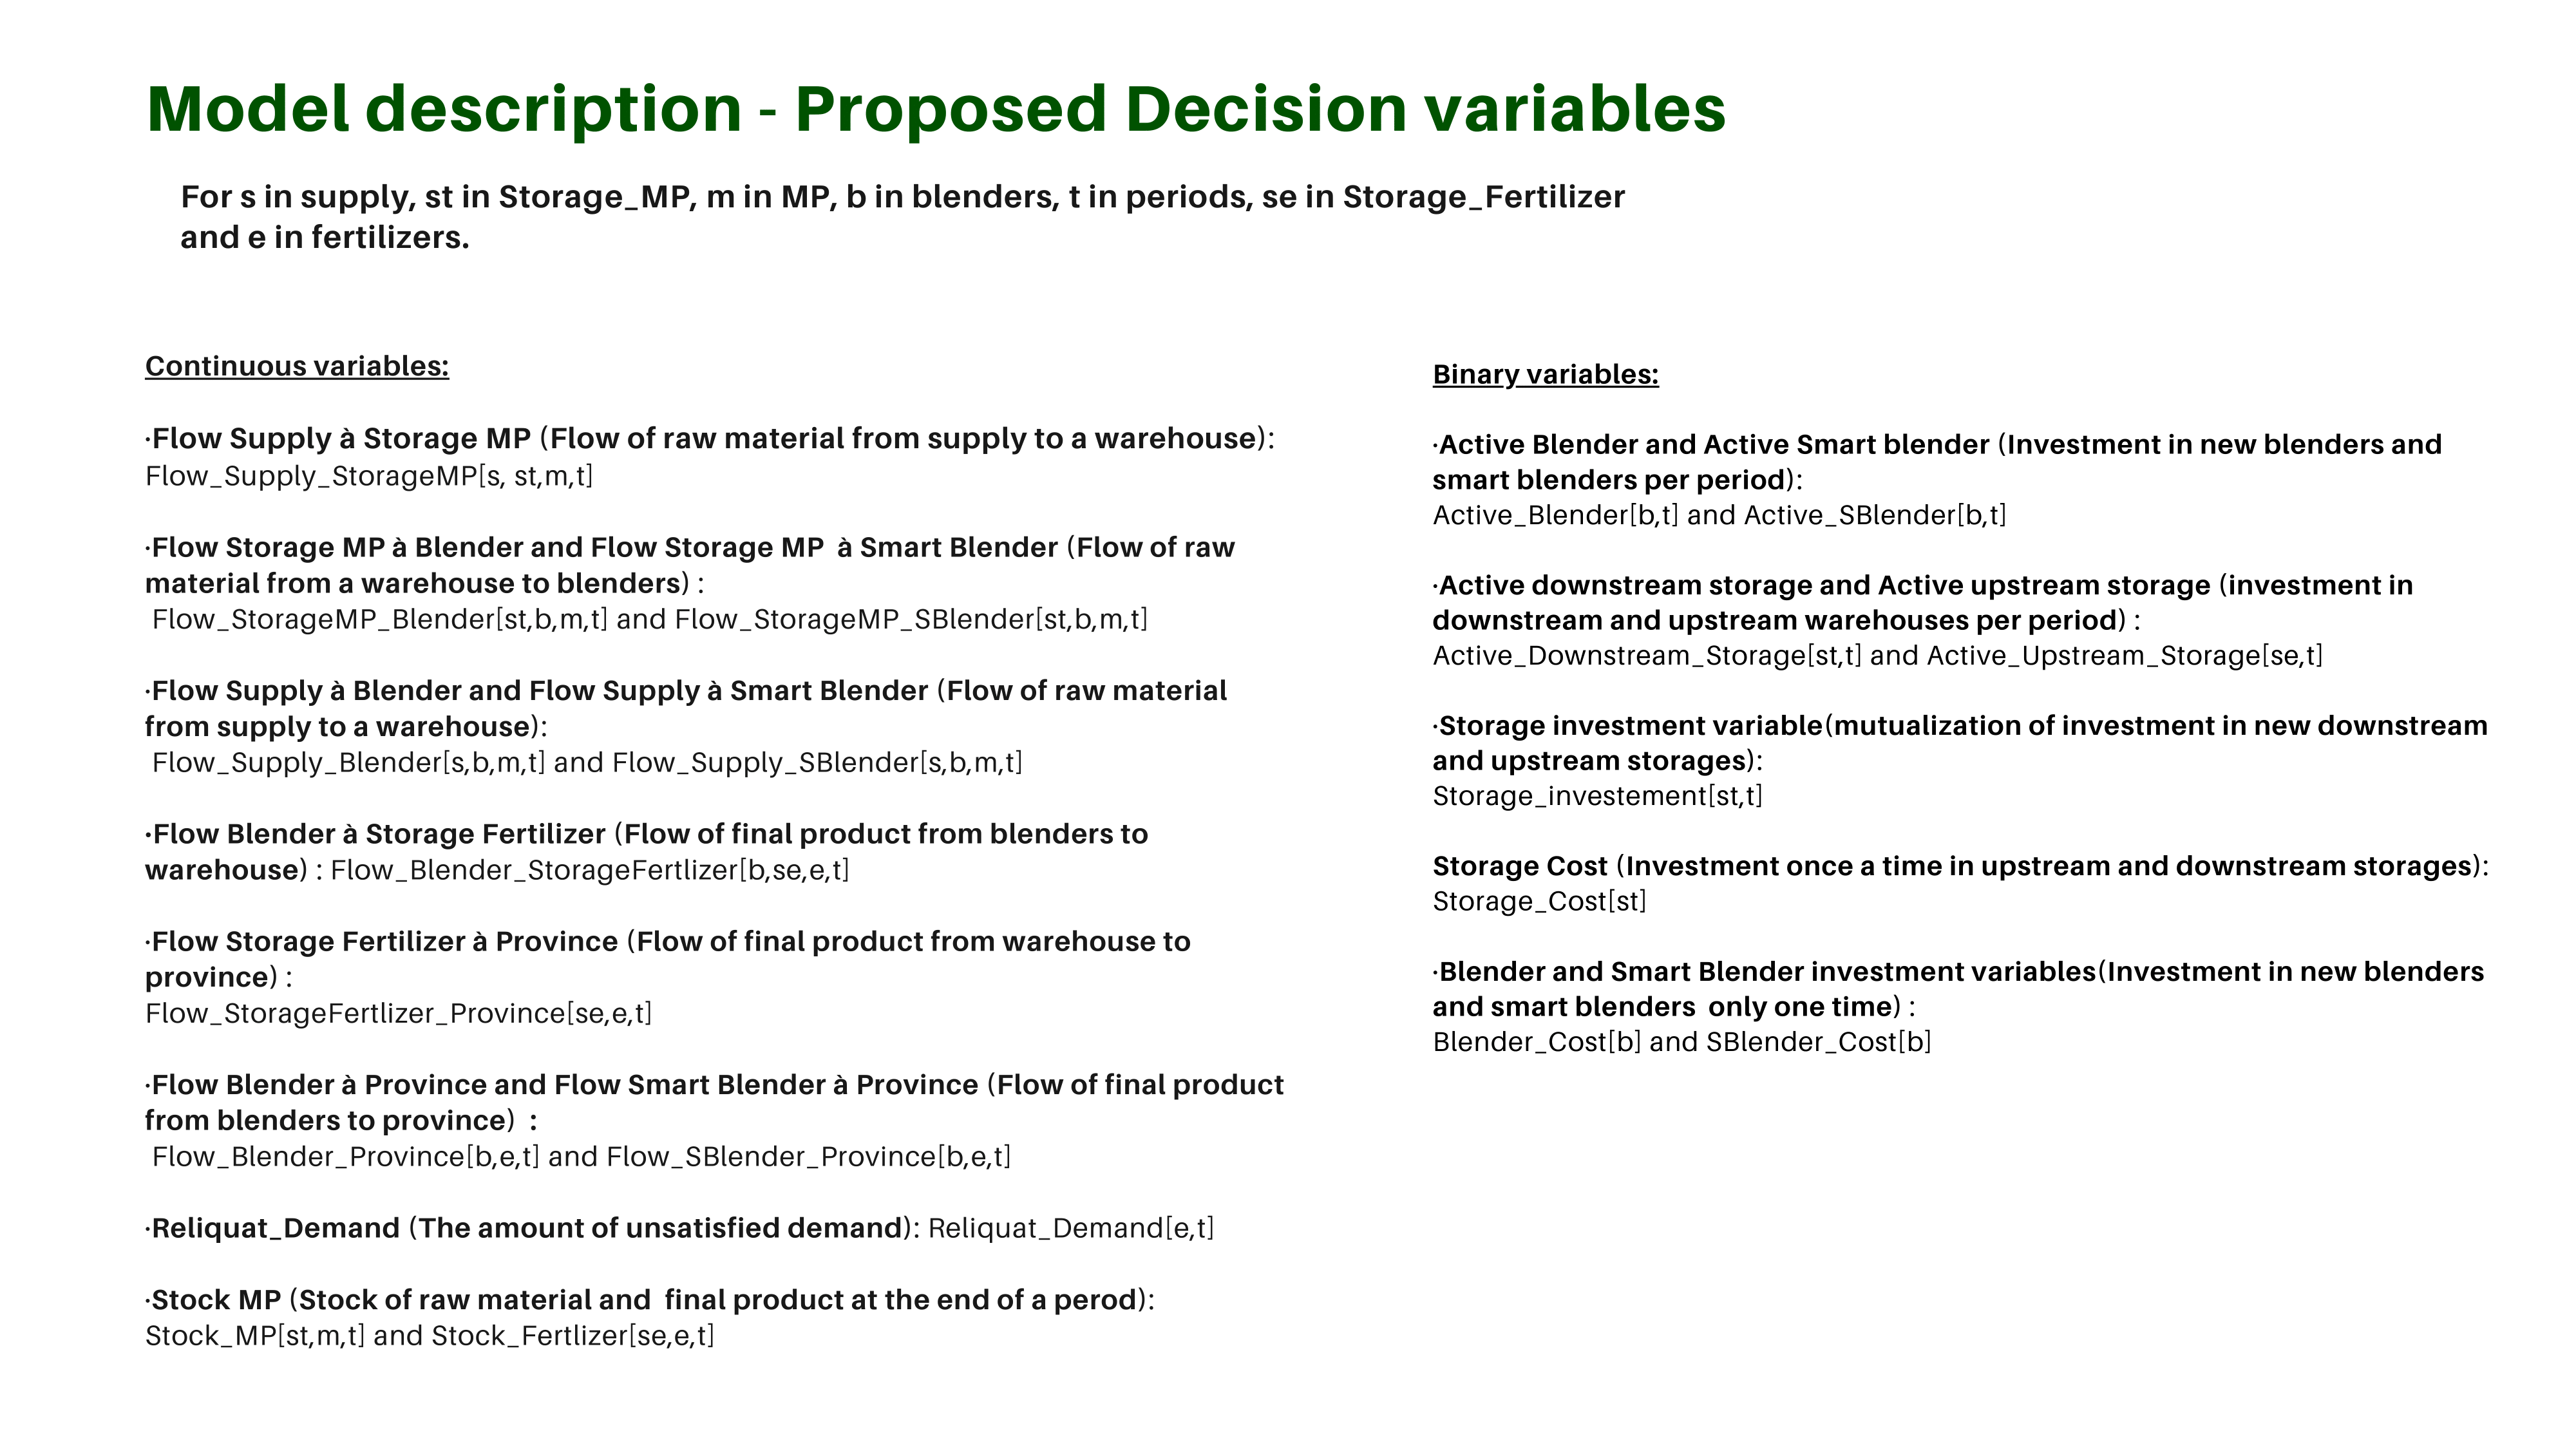 Model description - Proposed Decision variables
For s in supply, st in Storage_MP, m in MP, b in blenders, t in periods, se in Storage_Fertilizer
and e in fertilizers.
Continuous variables:
·Flow Supply à Storage MP (Flow of raw material from supply to a warehouse):
Flow_Supply_StorageMP[s, st,m,t]
·Flow Storage MP à Blender and Flow Storage MP  à Smart Blender (Flow of raw
material from a warehouse to blenders) :
Flow_StorageMP_Blender[st,b,m,t] and Flow_StorageMP_SBlender[st,b,m,t]
·Flow Supply à Blender and Flow Supply à Smart Blender (Flow of raw material
from supply to a warehouse):
Flow_Supply_Blender[s,b,m,t] and Flow_Supply_SBlender[s,b,m,t]
·Flow Blender à Storage Fertilizer (Flow of final product from blenders to
warehouse) : Flow_Blender_StorageFertlizer[b,se,e,t]
·Flow Storage Fertilizer à Province (Flow of final product from warehouse to
province) :
Flow_StorageFertlizer_Province[se,e,t]
·Flow Blender à Province and Flow Smart Blender à Province (Flow of final product
from blenders to province)  :
Flow_Blender_Province[b,e,t] and Flow_SBlender_Province[b,e,t]
·Reliquat_Demand (The amount of unsatisfied demand): Reliquat_Demand[e,t]
·Stock MP (Stock of raw material and  final product at the end of a perod):
Stock_MP[st,m,t] and Stock_Fertlizer[se,e,t]
Binary variables:
·Active Blender and Active Smart blender (Investment in new blenders and
smart blenders per period):
Active_Blender[b,t] and Active_SBlender[b,t]
·Active downstream storage and Active upstream storage (investment in
downstream and upstream warehouses per period) :
Active_Downstream_Storage[st,t] and Active_Upstream_Storage[se,t]
·Storage investment variable(mutualization of investment in new downstream
and upstream storages):
Storage_investement[st,t]
Storage Cost (Investment once a time in upstream and downstream storages):
Storage_Cost[st]
·Blender and Smart Blender investment variables(Investment in new blenders
and smart blenders  only one time) :
Blender_Cost[b] and SBlender_Cost[b]